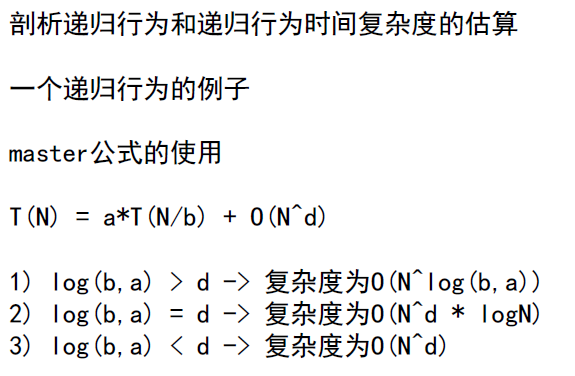 剖析递归行为和递归行为时间复杂度的估算
一个递归行为的例子
master公式的使用
T(N) = a*T(N/b) + O(N^d)
1) log(b,a) > d -> 复杂度为O(N^log(b,a))
2) log(b,a) = d -> 复杂度为O(N^d * logN)
3) log(b,a) < d -> 复杂度为O(N^d)